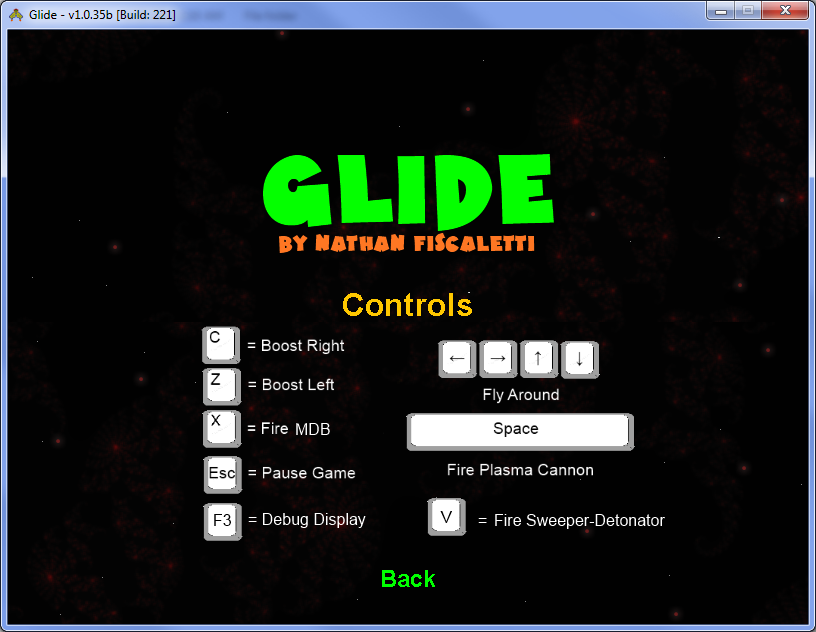 Glide - v1.0.35b [Build: 221]
GLIDE
BY NATHAN FISCALETTI
Controls
C = Boost Right
Z = Boost Left
X = Fire MDB
Esc = Pause Game
F3 = Debug Display
← → ↑ ↓
Fly Around
Space
Fire Plasma Cannon
V = Fire Sweeper-Detonator
Back